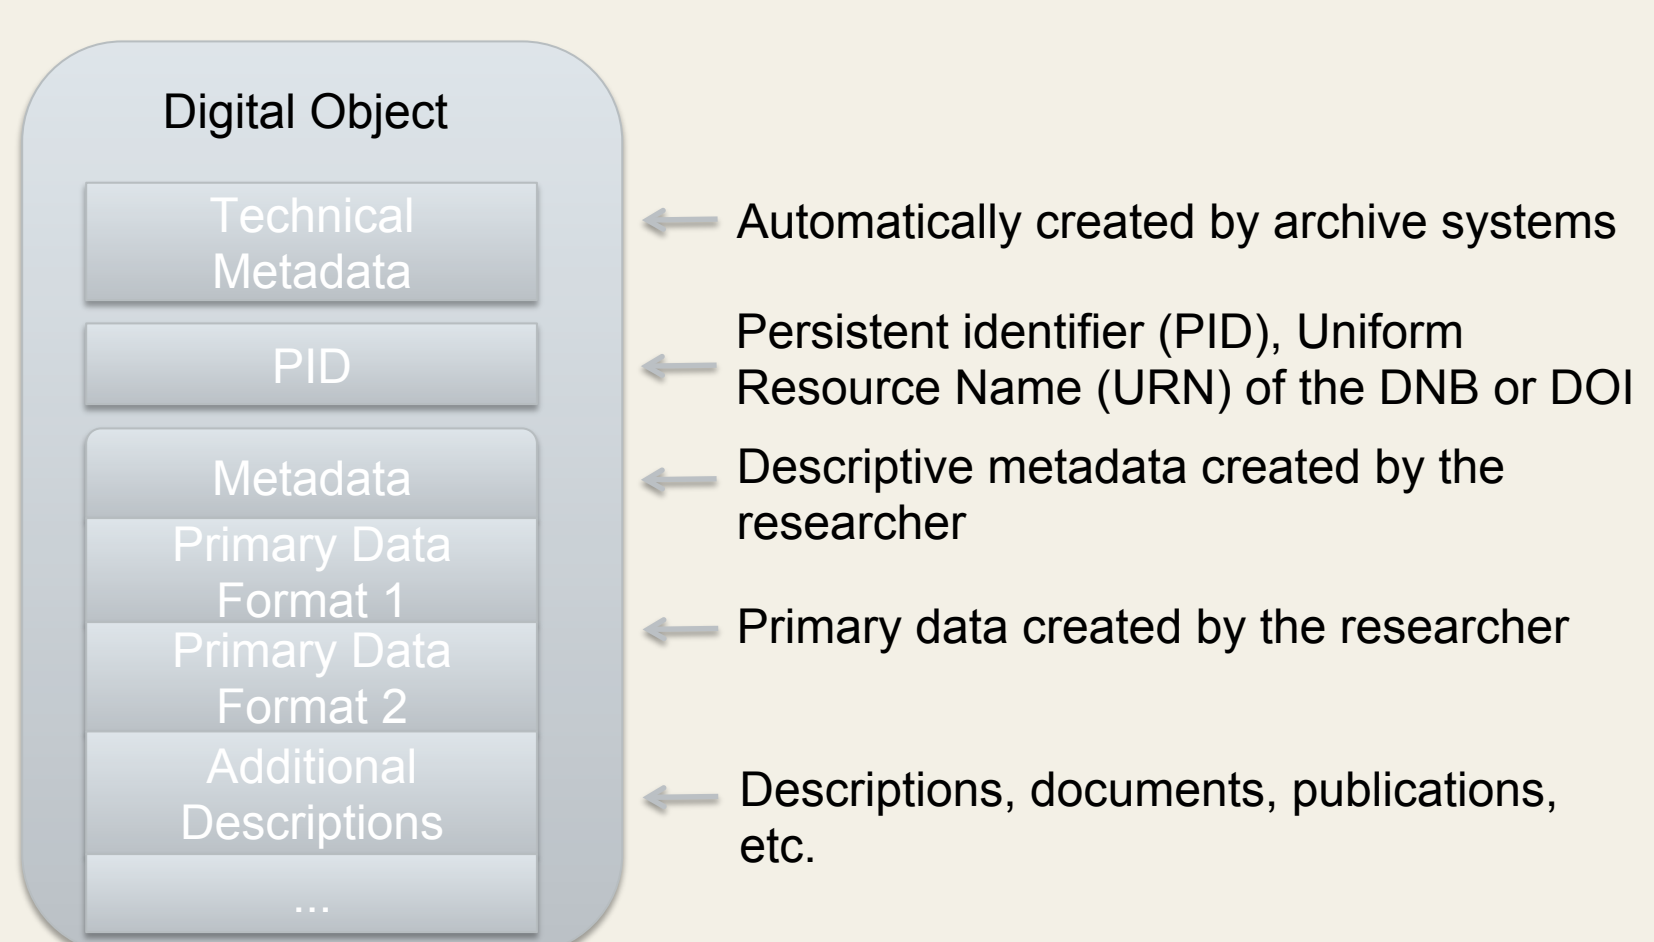 Digital Object
Technical
Metadata
Automatically created by archive systems
PID
Persistent identifier (PID), Uniform
Resource Name (URN) of the DNB or DOI
Metadata
Descriptive metadata created by the
researcher
Primary Data
Format 1
Primary Data
Format 2
Primary data created by the researcher
Additional
Descriptions
Descriptions, documents, publications,
etc.
...